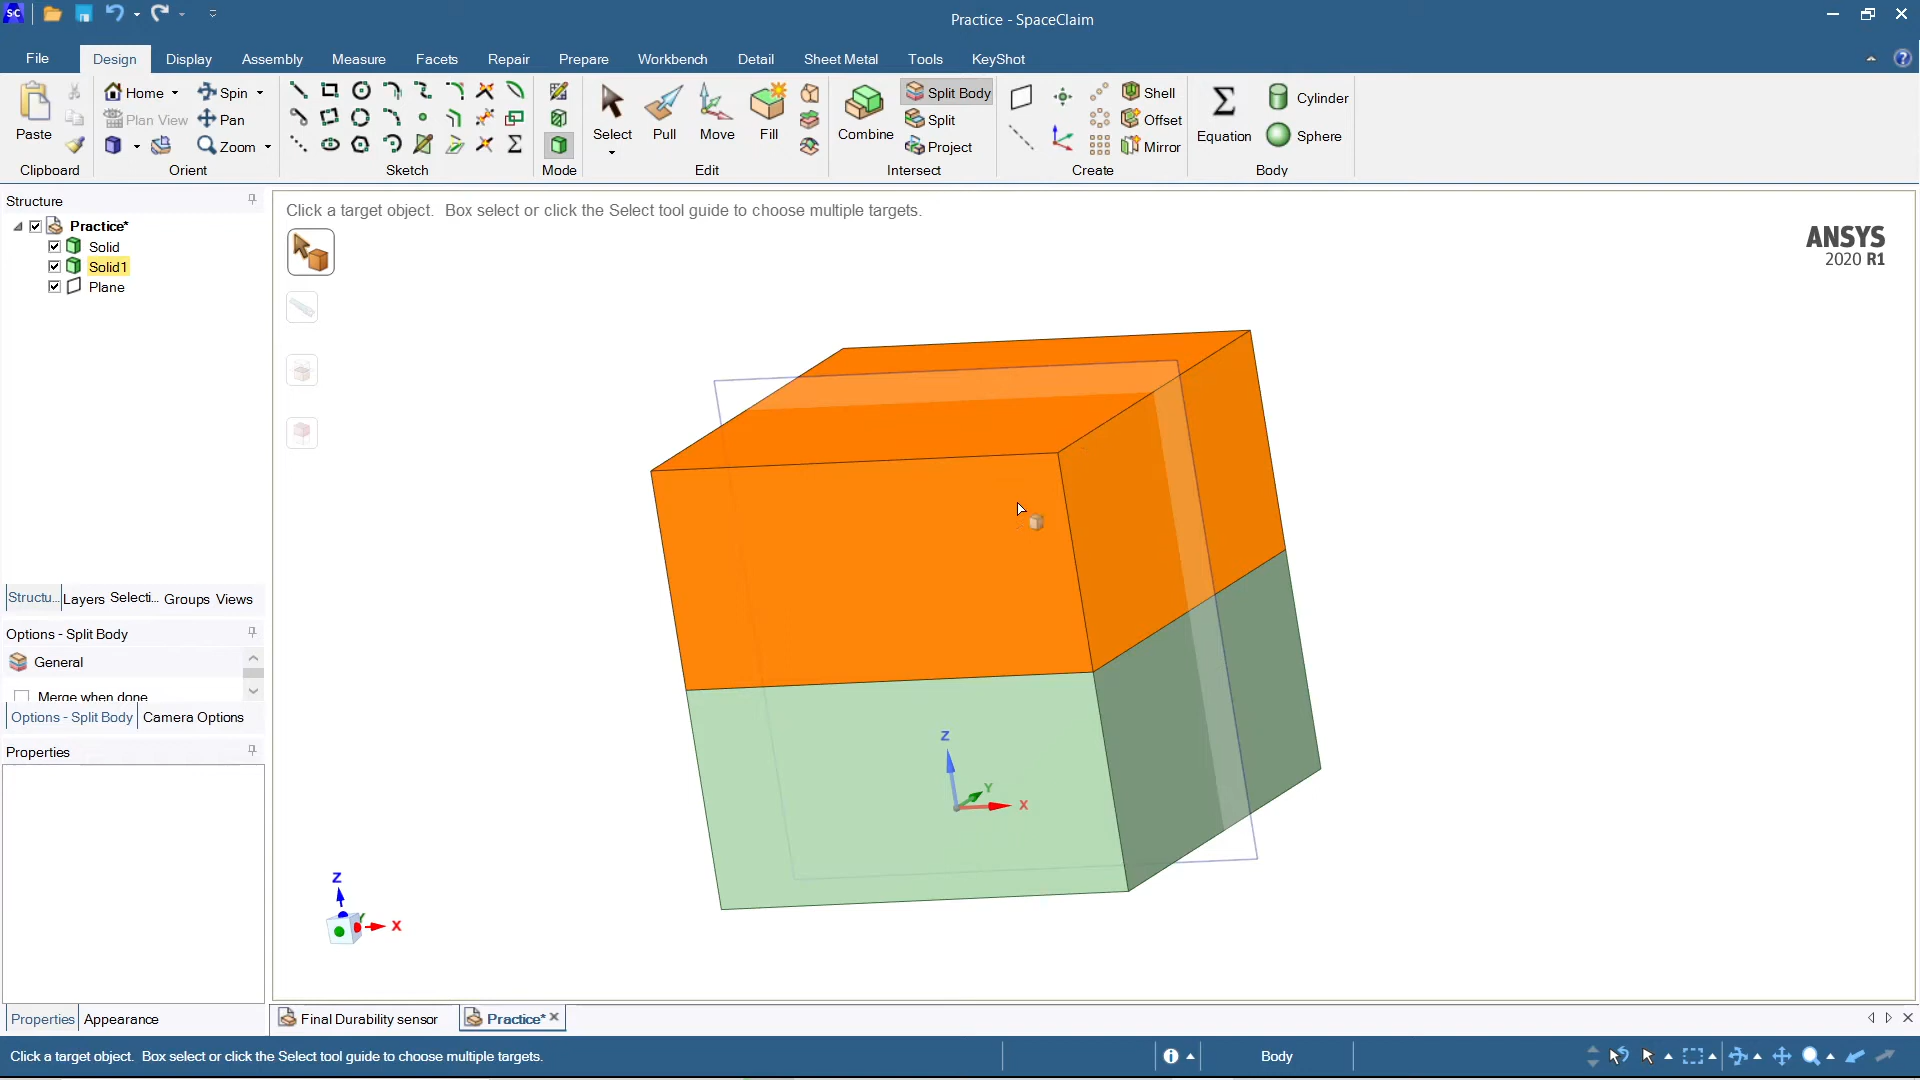 SC
Practice - SpaceClaim
File Design Display Assembly Measure Facets Repair Prepare Workbench Detail Sheet Metal Tools KeyShot
Paste
Home Spin
Plan View Pan
Zoom
Select Pull Move Fill
Combine
Split Body
Split
Project
Shell
Offset
Mirror
Equation
Cylinder
Sphere
Clipboard Orient Sketch Mode Edit Intersect Create Body
Structure
Practice*
Solid
Solid1
Plane
Structu... Layers Selecti... Groups Views
Options - Split Body
General
Merge when done
Options - Split Body Camera Options
Properties
Properties Appearance
Click a target object. Box select or click the Select tool guide to choose multiple targets.
ANSYS
2020 R1
Z
Y
X
Z
Y
X
Final Durability sensor Practice*
Click a target object. Box select or click the Select tool guide to choose multiple targets.
Body